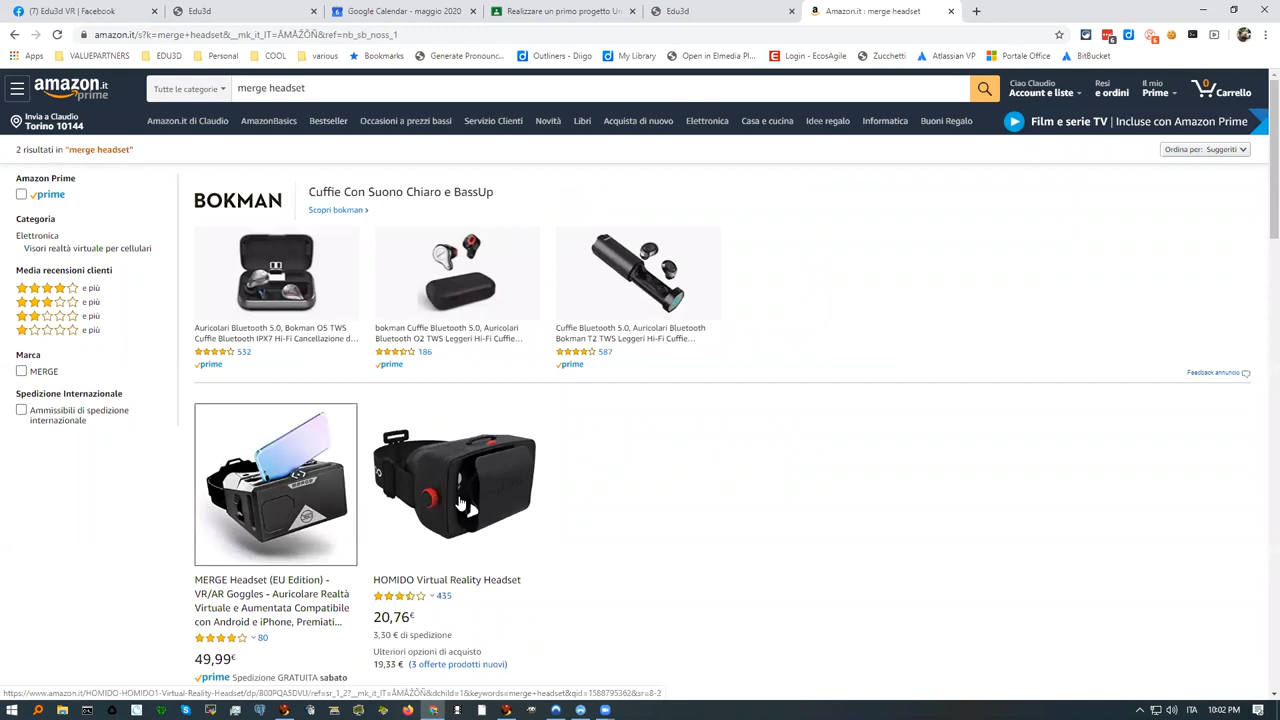 (7) Edu3d VR | Facebook
Edu3d
Google Calendar - maggio 2020
Realizzare un primo progetto U
Edu3d
Amazon.it : merge headset
amazon.it/s?k=merge+headset&__mk_it_IT=ÅMÅŽÕÑ&ref=nb_sb_noss_1
Apps
VALUEPARTNERS
EDU3D
Personal
COOL
various
Bookmarks
Generate Pronounc...
Outliners - Diigo
My Library
Open in Elmedia Pl...
Login - EcosAgile
Zucchetti
Atlassian VP
Portale Office
BitBucket
amazon.it
prime
Tutte le categorie
merge headset
Ciao Claudio
Account e liste
Resi
e ordini
Il mio
Prime
0
Carrello
Invia a Claudio
Torino 10144
Amazon.it di Claudio
AmazonBasics
Bestseller
Occasioni a prezzi bassi
Servizio Clienti
Novità
Libri
Acquista di nuovo
Elettronica
Casa e cucina
Idee regalo
Informatica
Buoni Regalo
Film e serie TV | Incluse con Amazon Prime
2 risultati in "merge headset"
Ordina per: Suggeriti
Amazon Prime
prime
Categoria
Elettronica
Visori realtà virtuale per cellulari
Media recensioni clienti
e più
e più
e più
e più
Marca
MERGE
Spedizione Internazionale
Ammissibili di spedizione
internazionale
BOKMAN
Cuffie Con Suono Chiaro e BassUp
Scopri bokman ›
Auricolari Bluetooth 5.0, Bokman O5 TWS
Cuffie Bluetooth IPX7 Hi-Fi Cancellazione d...
532
prime
bokman Cuffie Bluetooth 5.0, Auricolari
Bluetooth O2 TWS Leggeri Hi-Fi Cuffie...
186
prime
Cuffie Bluetooth 5.0, Auricolari Bluetooth
Bokman T2 TWS Leggeri Hi-Fi Cuffie...
587
prime
Feedback annuncio
MERGE
MERGE Headset (EU Edition) -
VR/AR Goggles - Auricolare Realtà
Virtuale e Aumentata Compatibile
con Android e iPhone, Premiati...
80
49,99€
prime Spedizione GRATUITA sabato
HOMIDO Virtual Reality Headset
435
20,76€
3,30 € di spedizione
Ulteriori opzioni di acquisto
19,33 € (3 offerte prodotti nuovi)
https://www.amazon.it/HOMIDO-HOMIDO1-Virtual-Reality-Headset/dp/B00PQA5DVU/ref=sr_1_2?__mk_it_IT=ÅMÅŽÕÑ&dchild=1&keywords=merge+headset&qid=1588795362&sr=8-2
ITA
10:02 PM